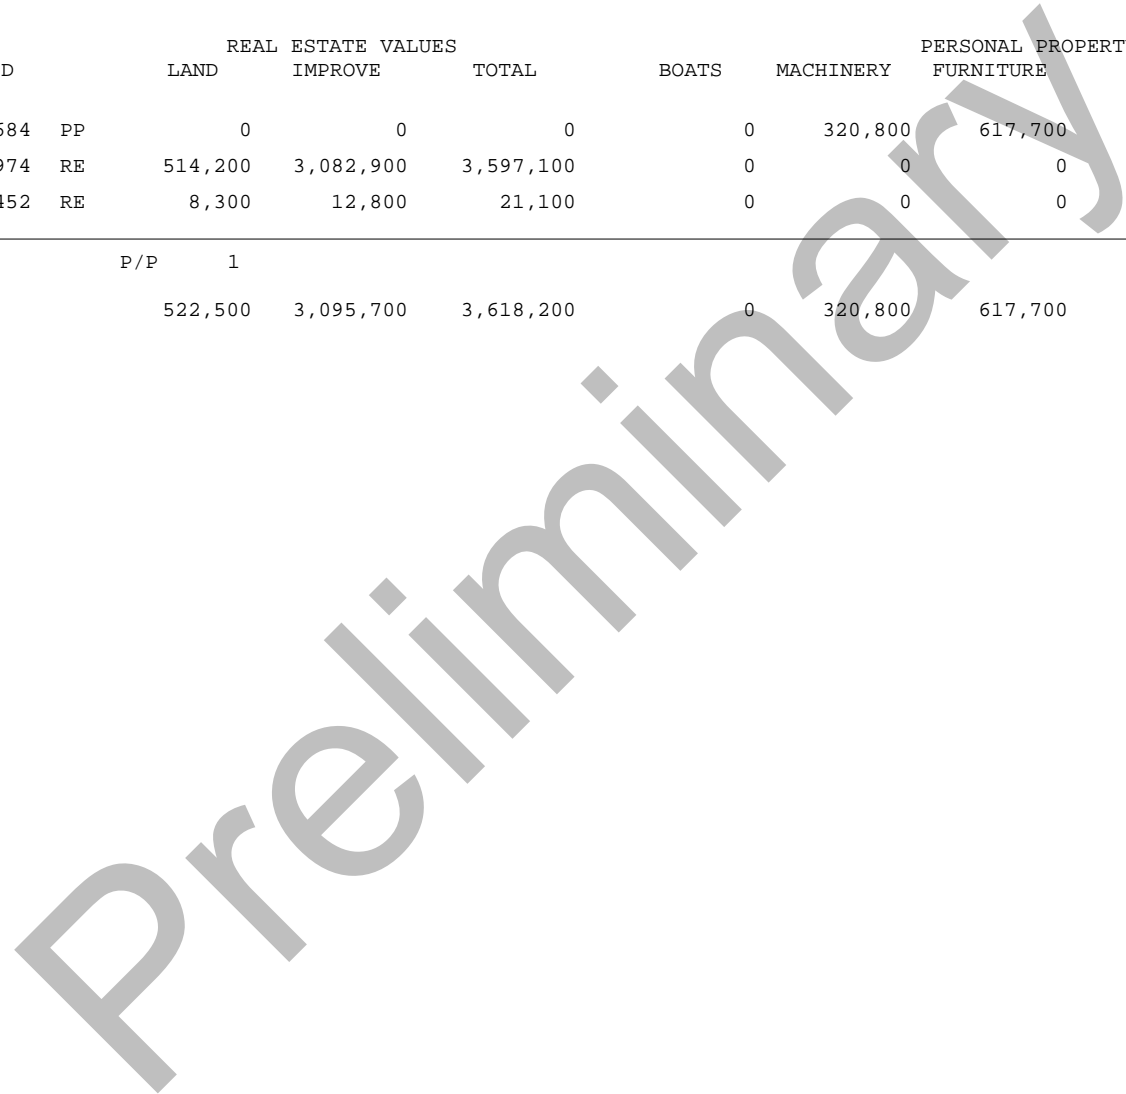 REAL ESTATE VALUES PERSONAL PROPERT
D LAND IMPROVE TOTAL BOATS MACHINERY FURNITURE
584 PP 0 0 0 0 320,800 617,700
974 RE 514,200 3,082,900 3,597,100 0 0 0
452 RE 8,300 12,800 21,100 0 0 0
P/P 1
522,500 3,095,700 3,618,200 0 320,800 617,700
Preliminary